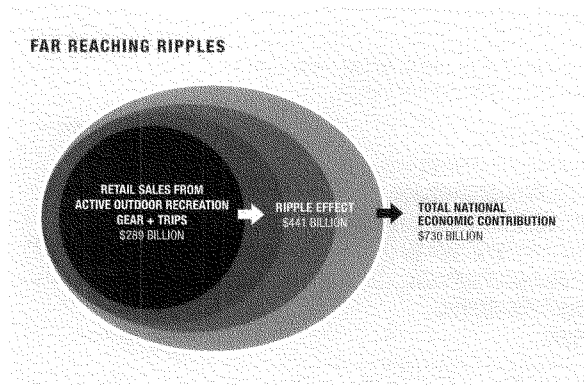 FAR REACHING RIPPLES
RETAIL SALES FROM
ACTIVE OUTDOOR RECREATION
GEAR + TRIPS
$289 BILLION
RIPPLE EFFECT
$441 BILLION
TOTAL NATIONAL
ECONOMIC CONTRIBUTION
$730 BILLION